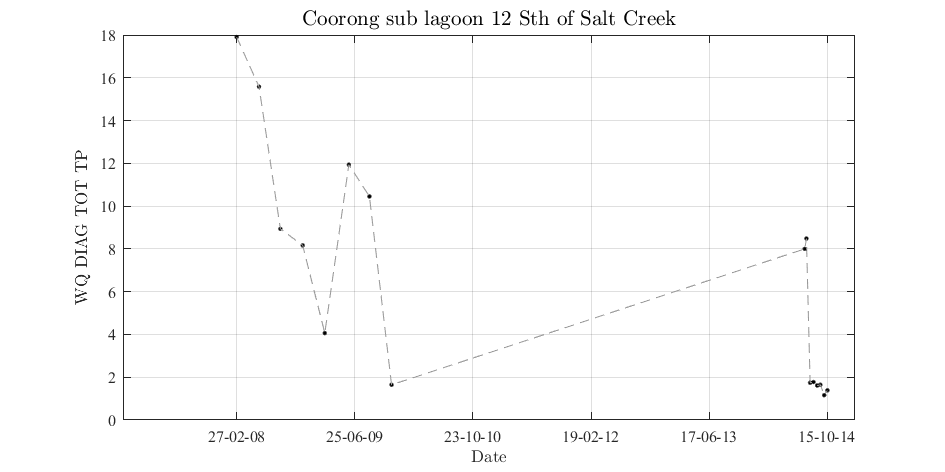 Coorong sub lagoon 12 Sth of Salt Creek
18
16
14
12
10
8
6
4
2
0
WQ DIAG TOT TP
27-02-08 25-06-09 23-10-10 19-02-12 17-06-13 15-10-14
Date